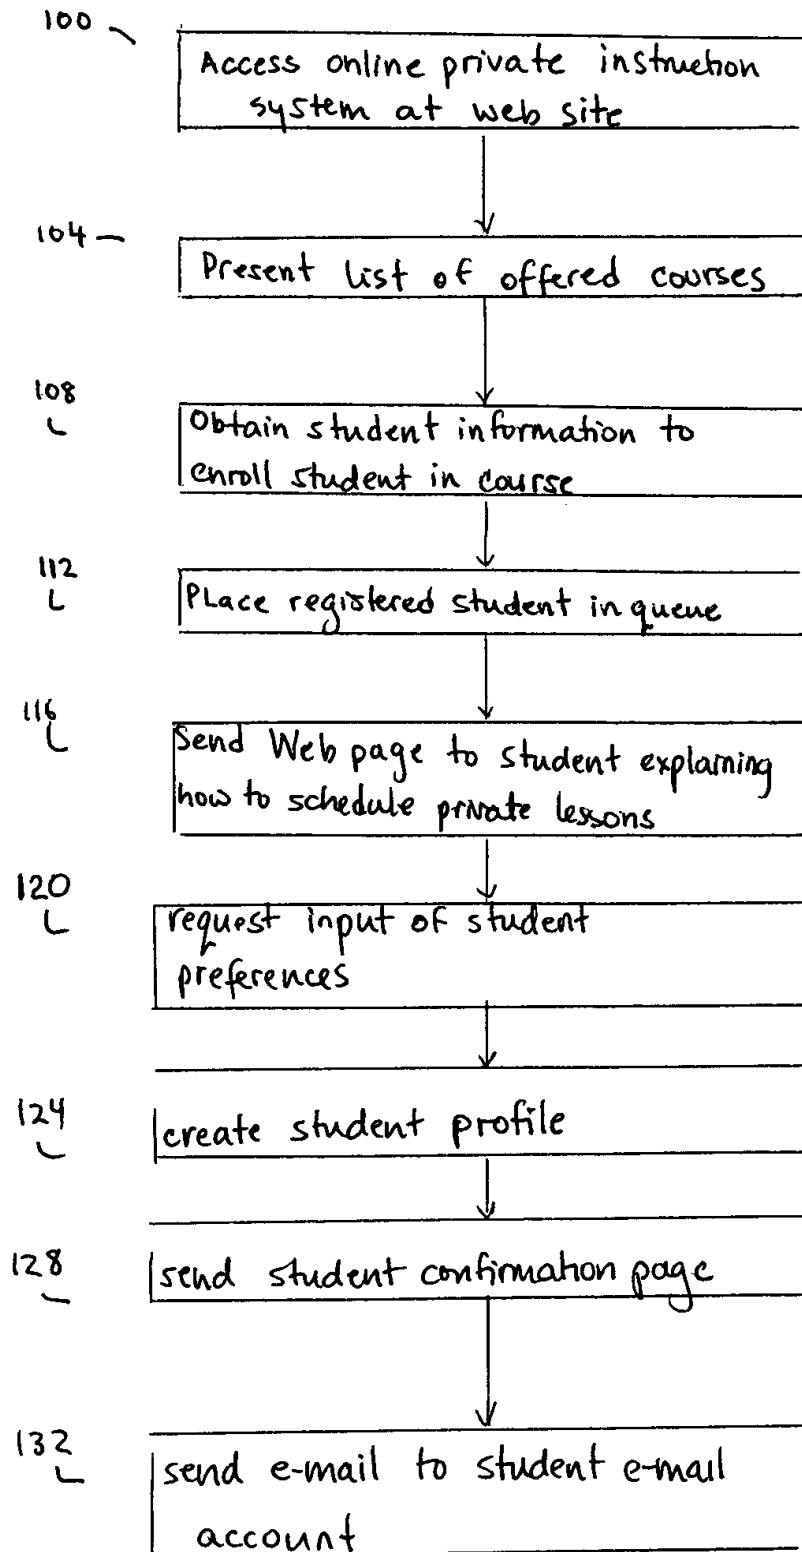 100
Access online private instruction
system at web site
104
Present list of offered courses
108
Obtain student information to
enroll student in course
112
Place registered student in queue
116
Send Web page to student explaining
how to schedule private lessons
120
request input of student
preferences
124
create student profile
128
send student confirmation page
132
send e-mail to student e-mail
account